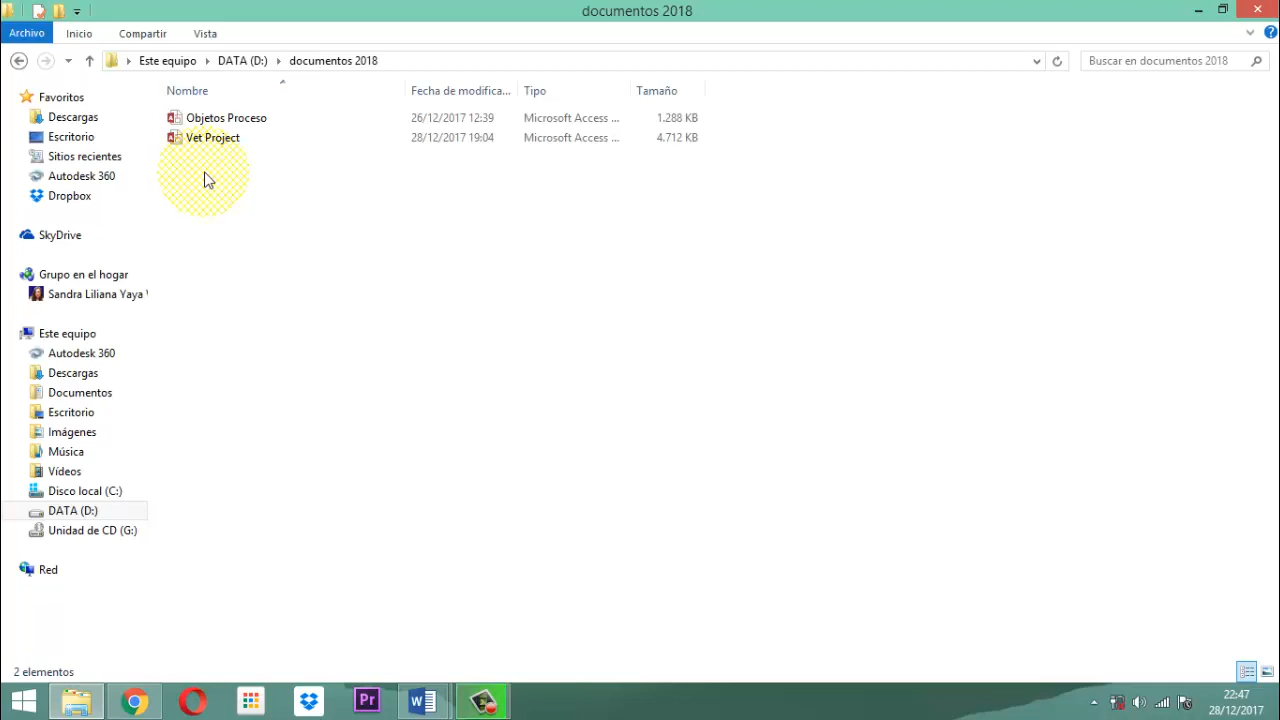 documentos 2018
Archivo Inicio Compartir Vista
Este equipo DATA (D:) documentos 2018 Buscar en documentos 2018
Nombre Fecha de modifica... Tipo Tamaño
Objetos Proceso 26/12/2017 12:39 Microsoft Access ... 1.288 KB
Vet Project 28/12/2017 19:04 Microsoft Access ... 4.712 KB
Favoritos
Descargas
Escritorio
Sitios recientes
Autodesk 360
Dropbox
SkyDrive
Grupo en el hogar
Sandra Liliana Yaya
Este equipo
Autodesk 360
Descargas
Documentos
Escritorio
Imágenes
Música
Vídeos
Disco local (C:)
DATA (D:)
Unidad de CD (G:)
Red
2 elementos
Pr
22:47
28/12/2017